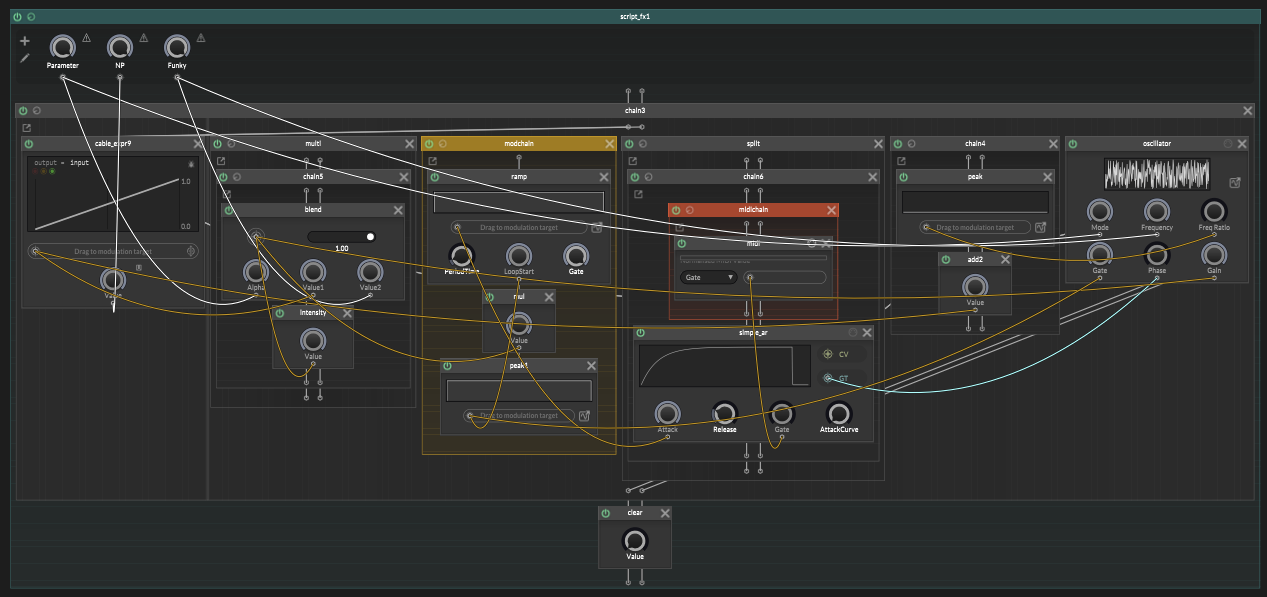 script_fx1
Parameter
NP
Funky
chain3
cable_expr9
multi
modchain
split
chain4
oscillator
output = input
1.0
0.0
Drag to modulation target
Value
chain5
blend
1.00
Alpha
Value1
Value2
Intensity
Value
ramp
Drag to modulation target
PeriodTime
LoopStart
Gate
mul
Value
peak1
Drag to modulation target
chain6
midichain
midi
Gate
simple_ar
CV
GT
Attack
Release
Gate
AttackCurve
peak
Drag to modulation target
add2
Value
Mode
Frequency
Freq Ratio
Gate
Phase
Gain
clear
Value